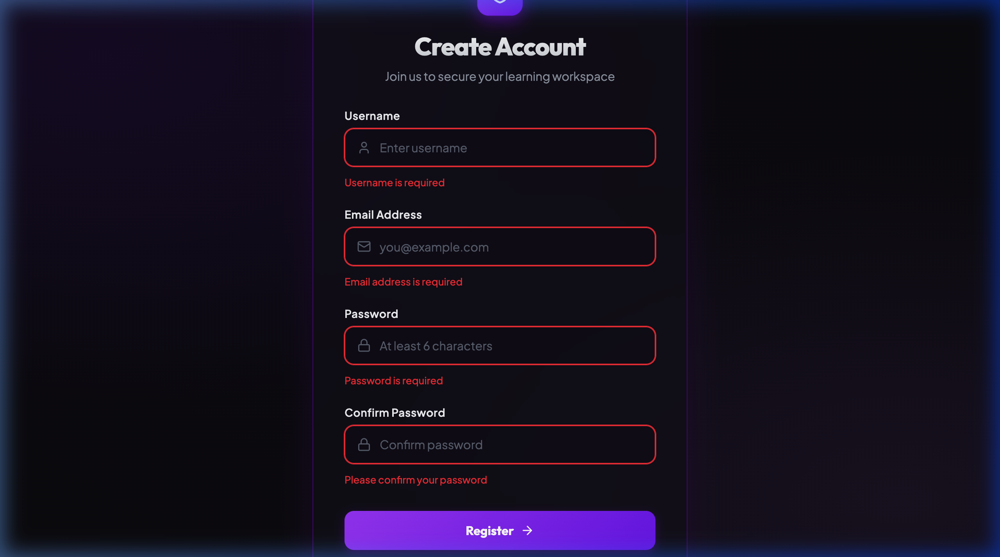 Create Account
Join us to secure your learning workspace
Username
Enter username
Username is required
Email Address
you@example.com
Email address is required
Password
At least 6 characters
Password is required
Confirm Password
Confirm password
Please confirm your password
Register